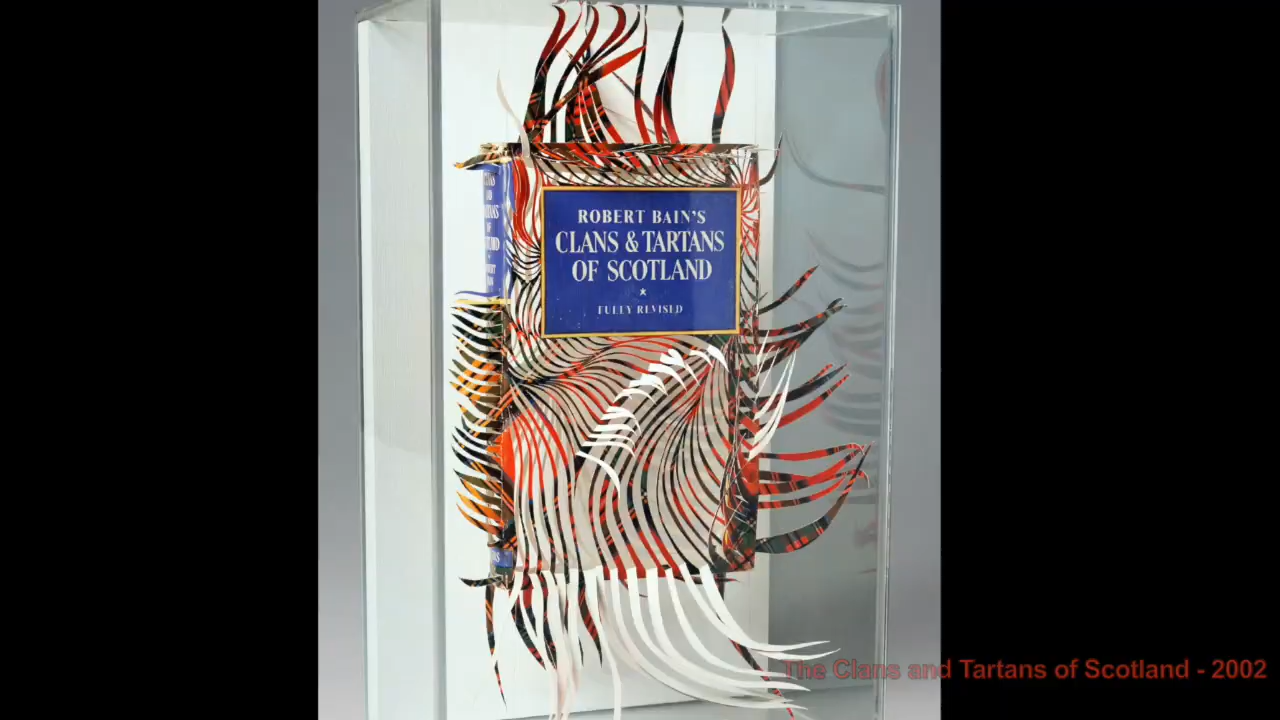 ROBERT BAIN'S
CLANS & TARTANS
OF SCOTLAND
★
FULLY REVISED
The Clans and Tartans of Scotland - 2002